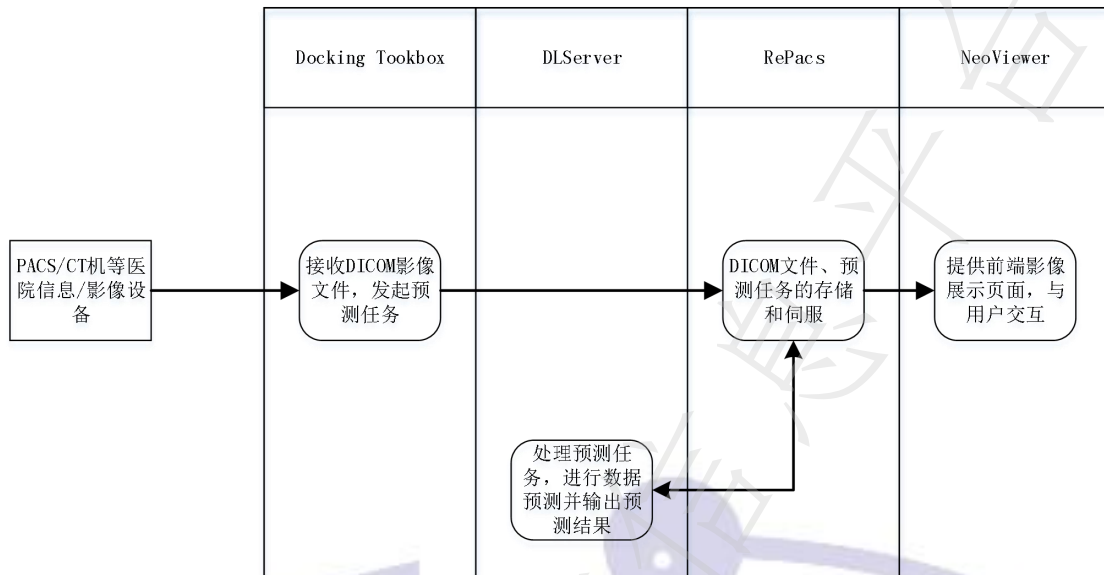 Docking Tookbox
DLServer
RePacs
NeoViewer
PACS/CT机等医
院信息/影像设
备
接收DICOM影像
文件，发起预
测任务
DICOM文件、预
测任务的存储
和伺服
提供前端影像
展示页面，与
用户交互
处理预测任
务，进行数据
预测并输出预
测结果